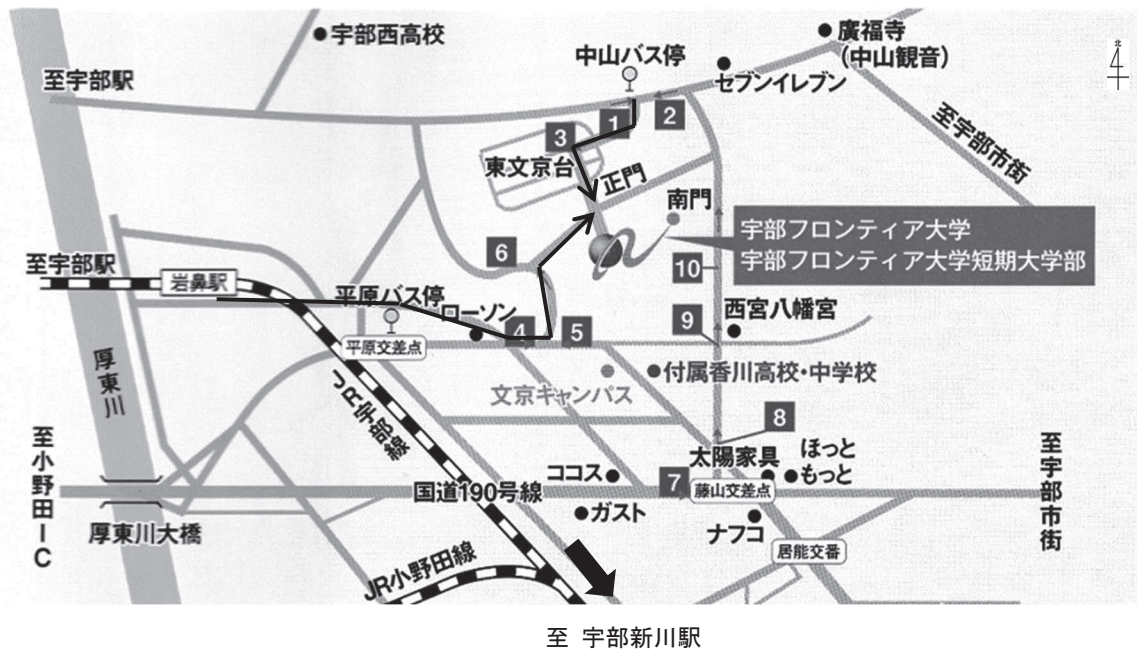 宇部西高校
中山バス停
廣福寺
(中山観音)
北
至宇部駅
セブンイレブン
1
2
3
東文京台
至宇部市街
正門
南門
宇部フロンティア大学
宇部フロンティア大学短期大学部
6
至宇部駅
岩鼻駅
10
平原バス停
ローソン
西宮八幡宮
9
4
5
平原交差点
厚東川
JR宇部線
付属香川高校・中学校
文京キャンパス
8
至小野田IC
太陽家具
ほっと
もっと
至宇部市街
ココス
7
藤山交差点
国道190号線
ガスト
ナフコ
厚東川大橋
居能交番
JR小野田線
至 宇部新川駅